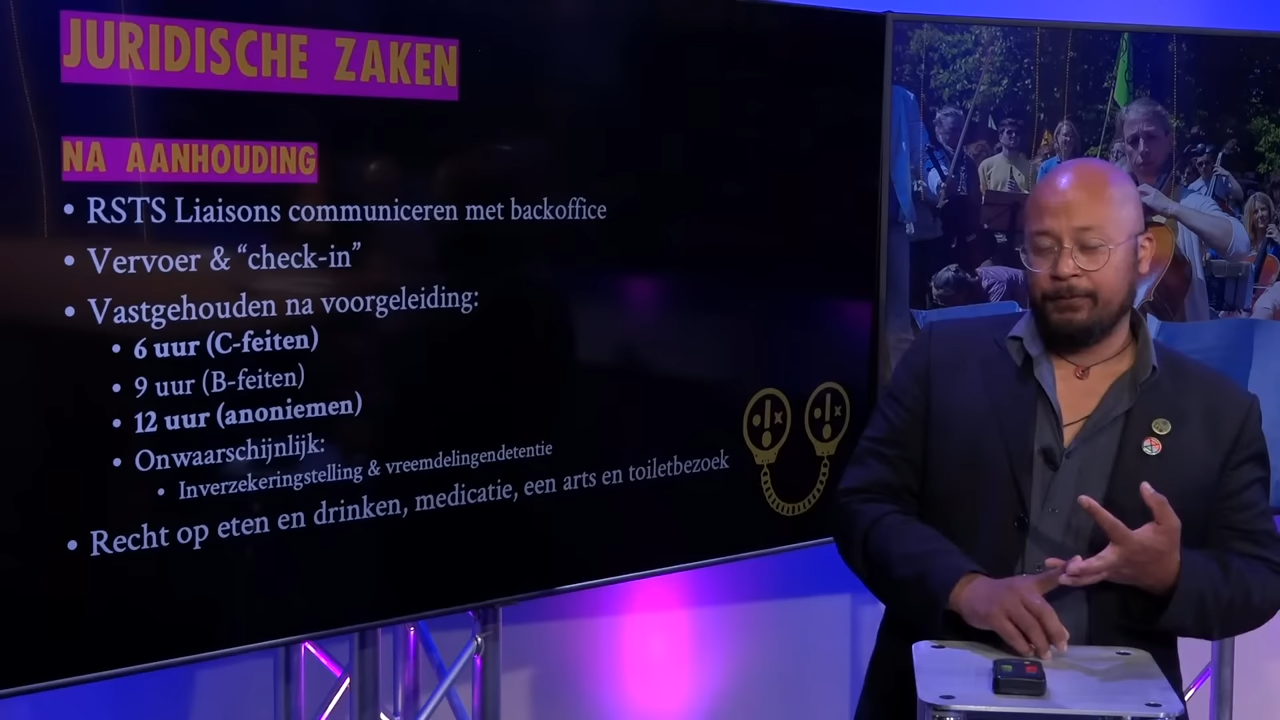 JURIDISCHE ZAKEN
NA AANHOUDING
• RSTS Liaisons communiceren met backoffice
• Vervoer & “check-in”
• Vastgehouden na voorgeleiding:
• 6 uur (C-feiten)
• 9 uur (B-feiten)
• 12 uur (anoniemen)
• Onwaarschijnlijk:
• Inverzekeringstelling & vreemdelingendetentie
• Recht op eten en drinken, medicatie, een arts en toiletbezoek